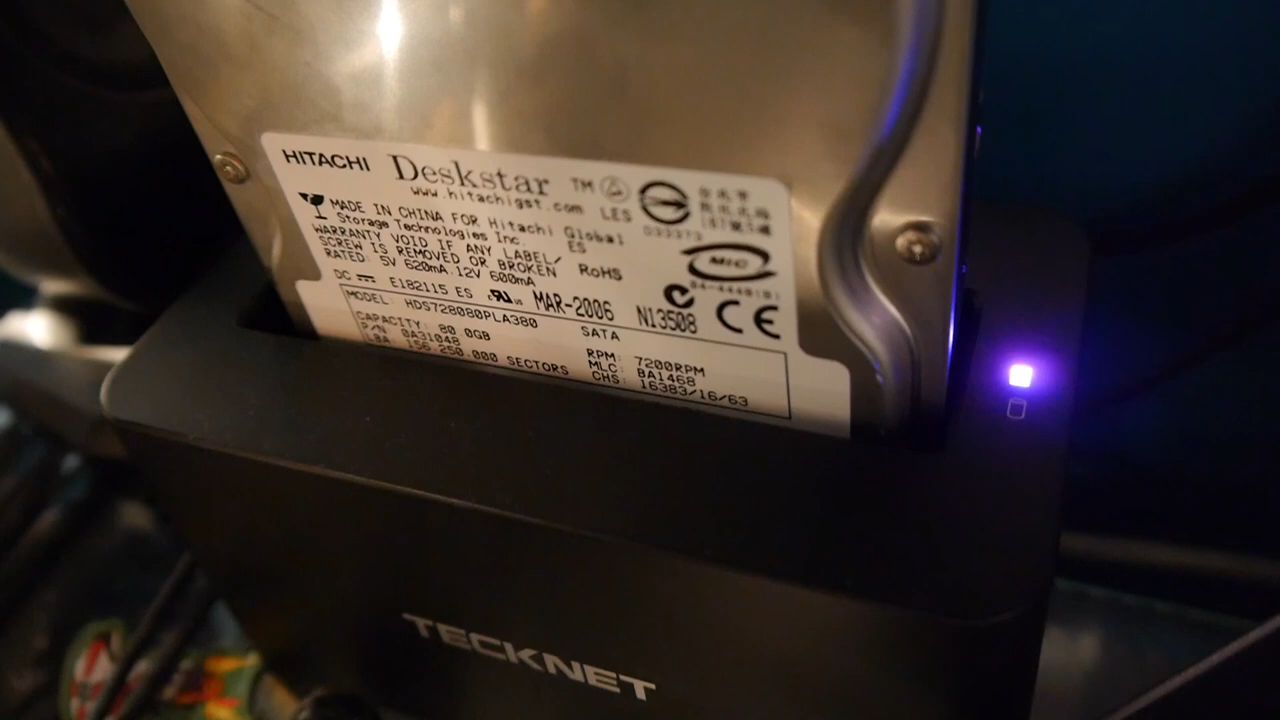 HITACHI Deskstar TM
www.hitachigst.com LES
033373
MADE IN CHINA FOR Hitachi Global
Storage Technologies Inc. ES
WARRANTY VOID IF ANY LABEL/
SCREW IS REMOVED OR BROKEN RoHS
RATED: 5V 620mA.12V 600mA
MIC
DC E182115 ES MAR-2006 N13508 CE
MODEL: HDS728080PLA380 SATA
CAPACITY: 80.0GB RPM: 7200RPM
P/N 0A31048 MLC: BA1468
LBA 156,250,000 SECTORS CHS: 16383/16/63
TECKNET